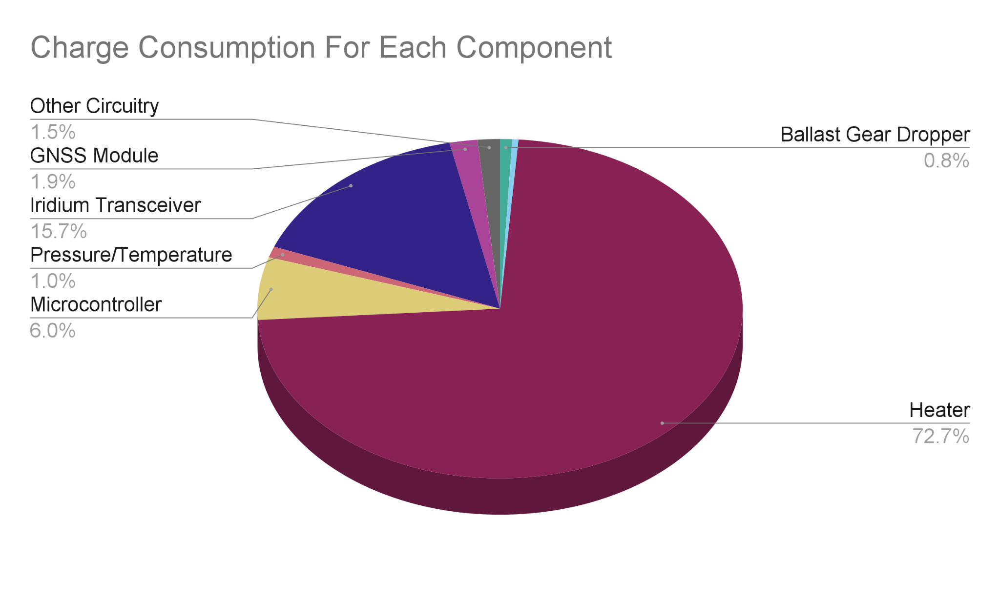 Charge Consumption For Each Component
Other Circuitry
1.5%
GNSS Module
1.9%
Iridium Transceiver
15.7%
Pressure/Temperature
1.0%
Microcontroller
6.0%
Ballast Gear Dropper
0.8%
Heater
72.7%